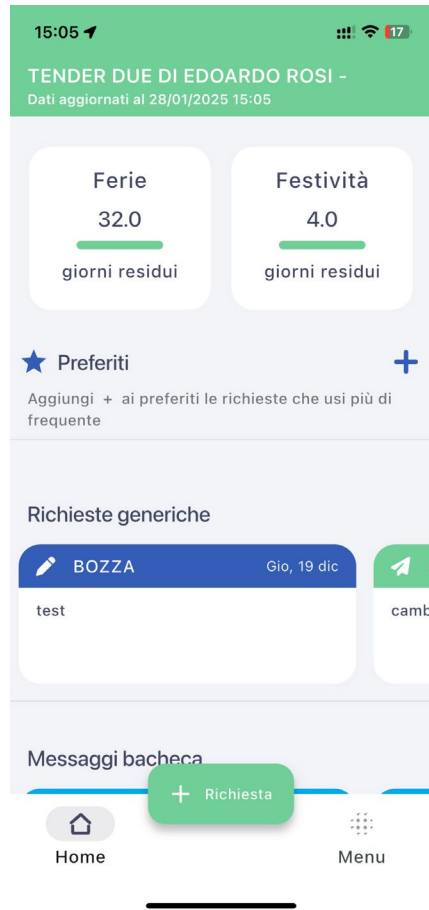 15:05
17
TENDER DUE DI EDOARDO ROSI -
Dati aggiornati al 28/01/2025 15:05
Ferie
32.0
giorni residui
Festività
4.0
giorni residui
Preferiti
Aggiungi + ai preferiti le richieste che usi più di
frequente
Richieste generiche
BOZZA Gio, 19 dic
test
camb
Messaggi bacheca
+ Richiesta
Home
Menu